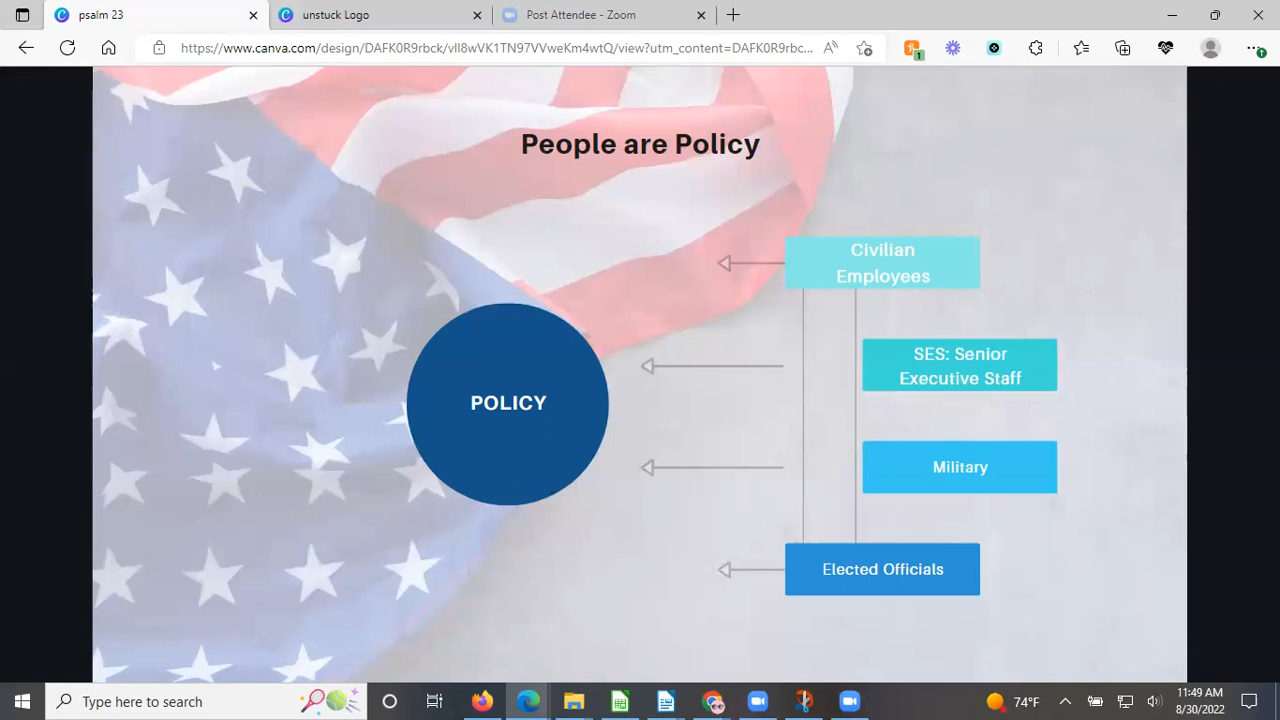 psalm 23
unstuck Logo
Post Attendee - Zoom
https://www.canva.com/design/DAFK0R9rbck/vlI8wVK1TN97VVweKm4wtQ/view?utm_content=DAFK0R9rbc...
1
People are Policy
Civilian
Employees
SES: Senior
Executive Staff
POLICY
Military
Elected Officials
Type here to search
74°F
11:49 AM
8/30/2022